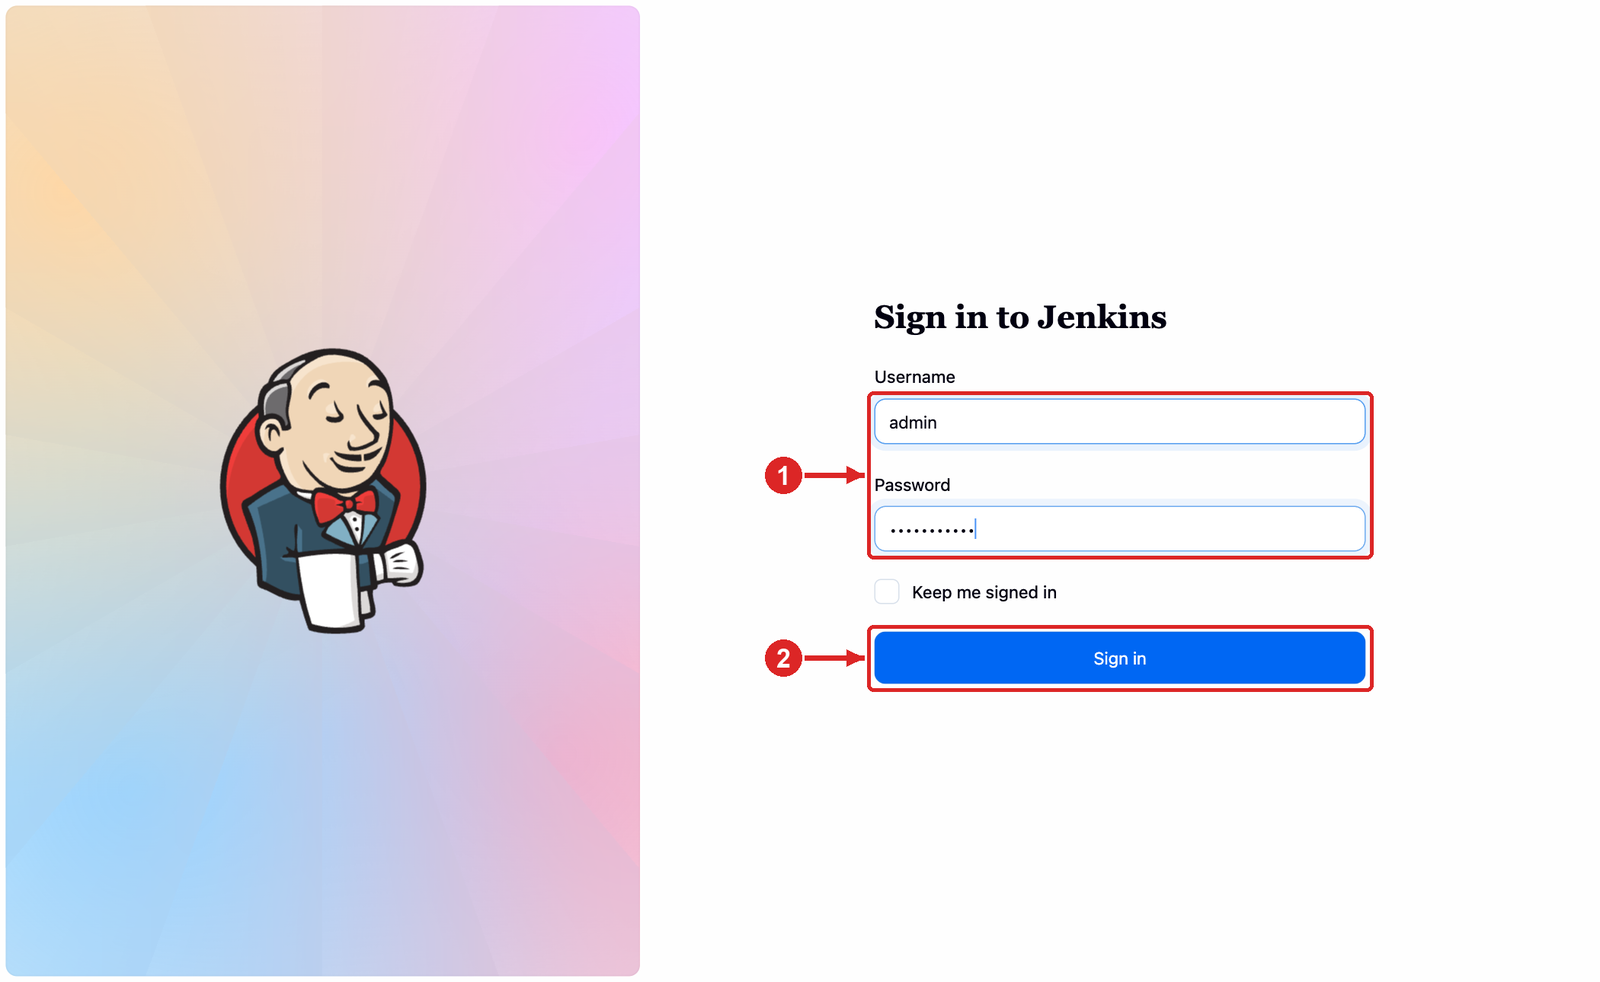 Sign in to Jenkins
Username
admin
1
Password
•••••••••••
Keep me signed in
2
Sign in